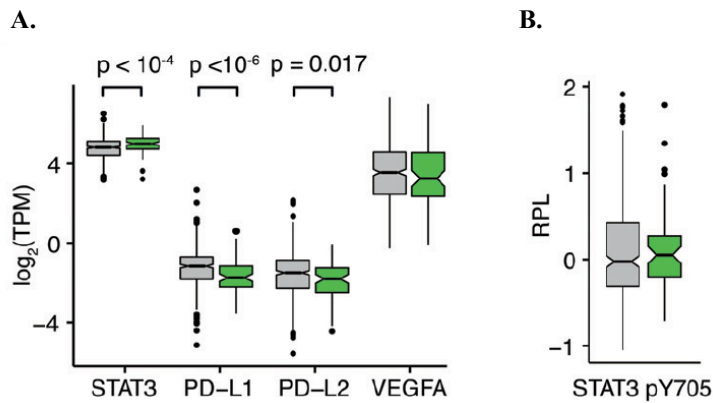 A.
B.
p < 10⁻⁴ p <10⁻⁶ p = 0.017
log₂(TPM)
4
0
−4
STAT3 PD−L1 PD−L2 VEGFA
RPL
2
1
0
−1
STAT3 pY705